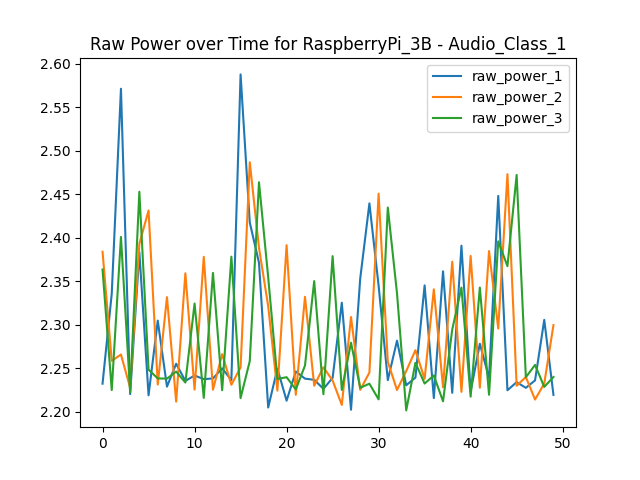 Raw Power over Time for RaspberryPi_3B - Audio_Class_1
2.60
2.55
2.50
2.45
2.40
2.35
2.30
2.25
2.20
raw_power_1
raw_power_2
raw_power_3
0 10 20 30 40 50